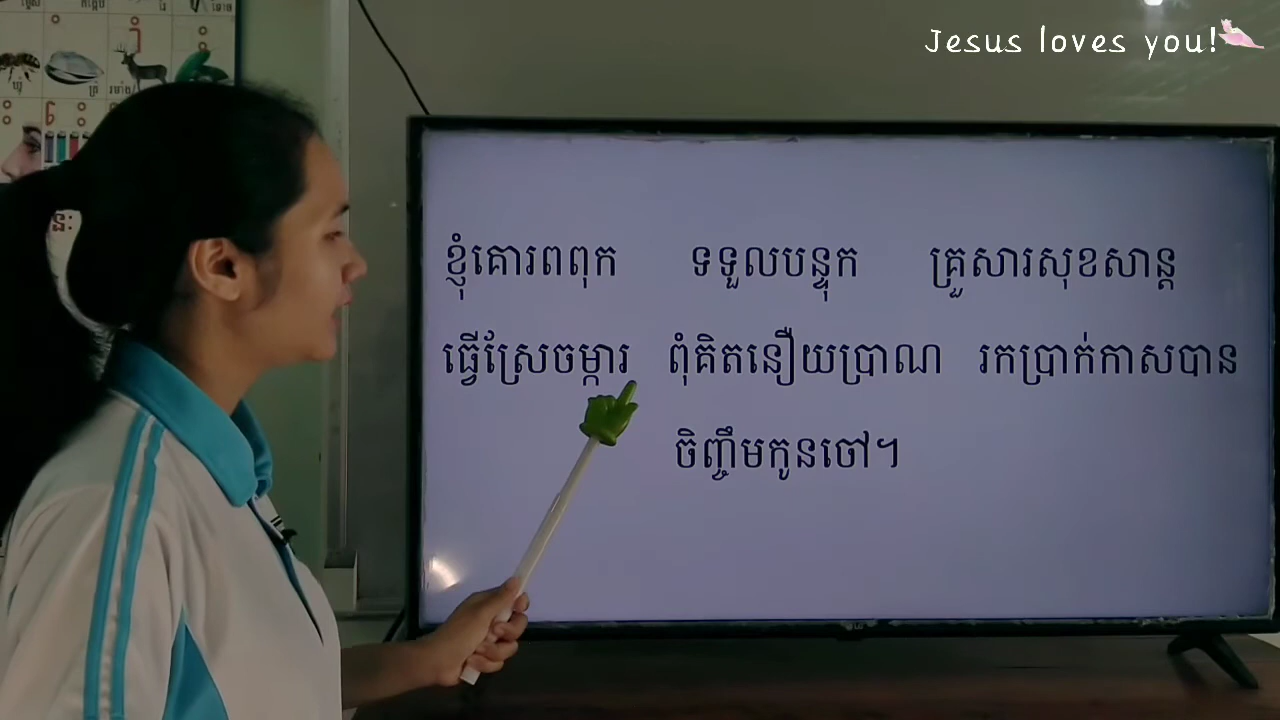 Jesus loves you!
ខ្ញុំគោរពពុក ទទួលបន្ទុក គ្រួសារសុខសាន្ត
ធ្វើស្រែចម្ការ ពុំគិតនឿយប្រាណ រកប្រាក់កាសបាន
ចិញ្ចឹមកូនចៅ។